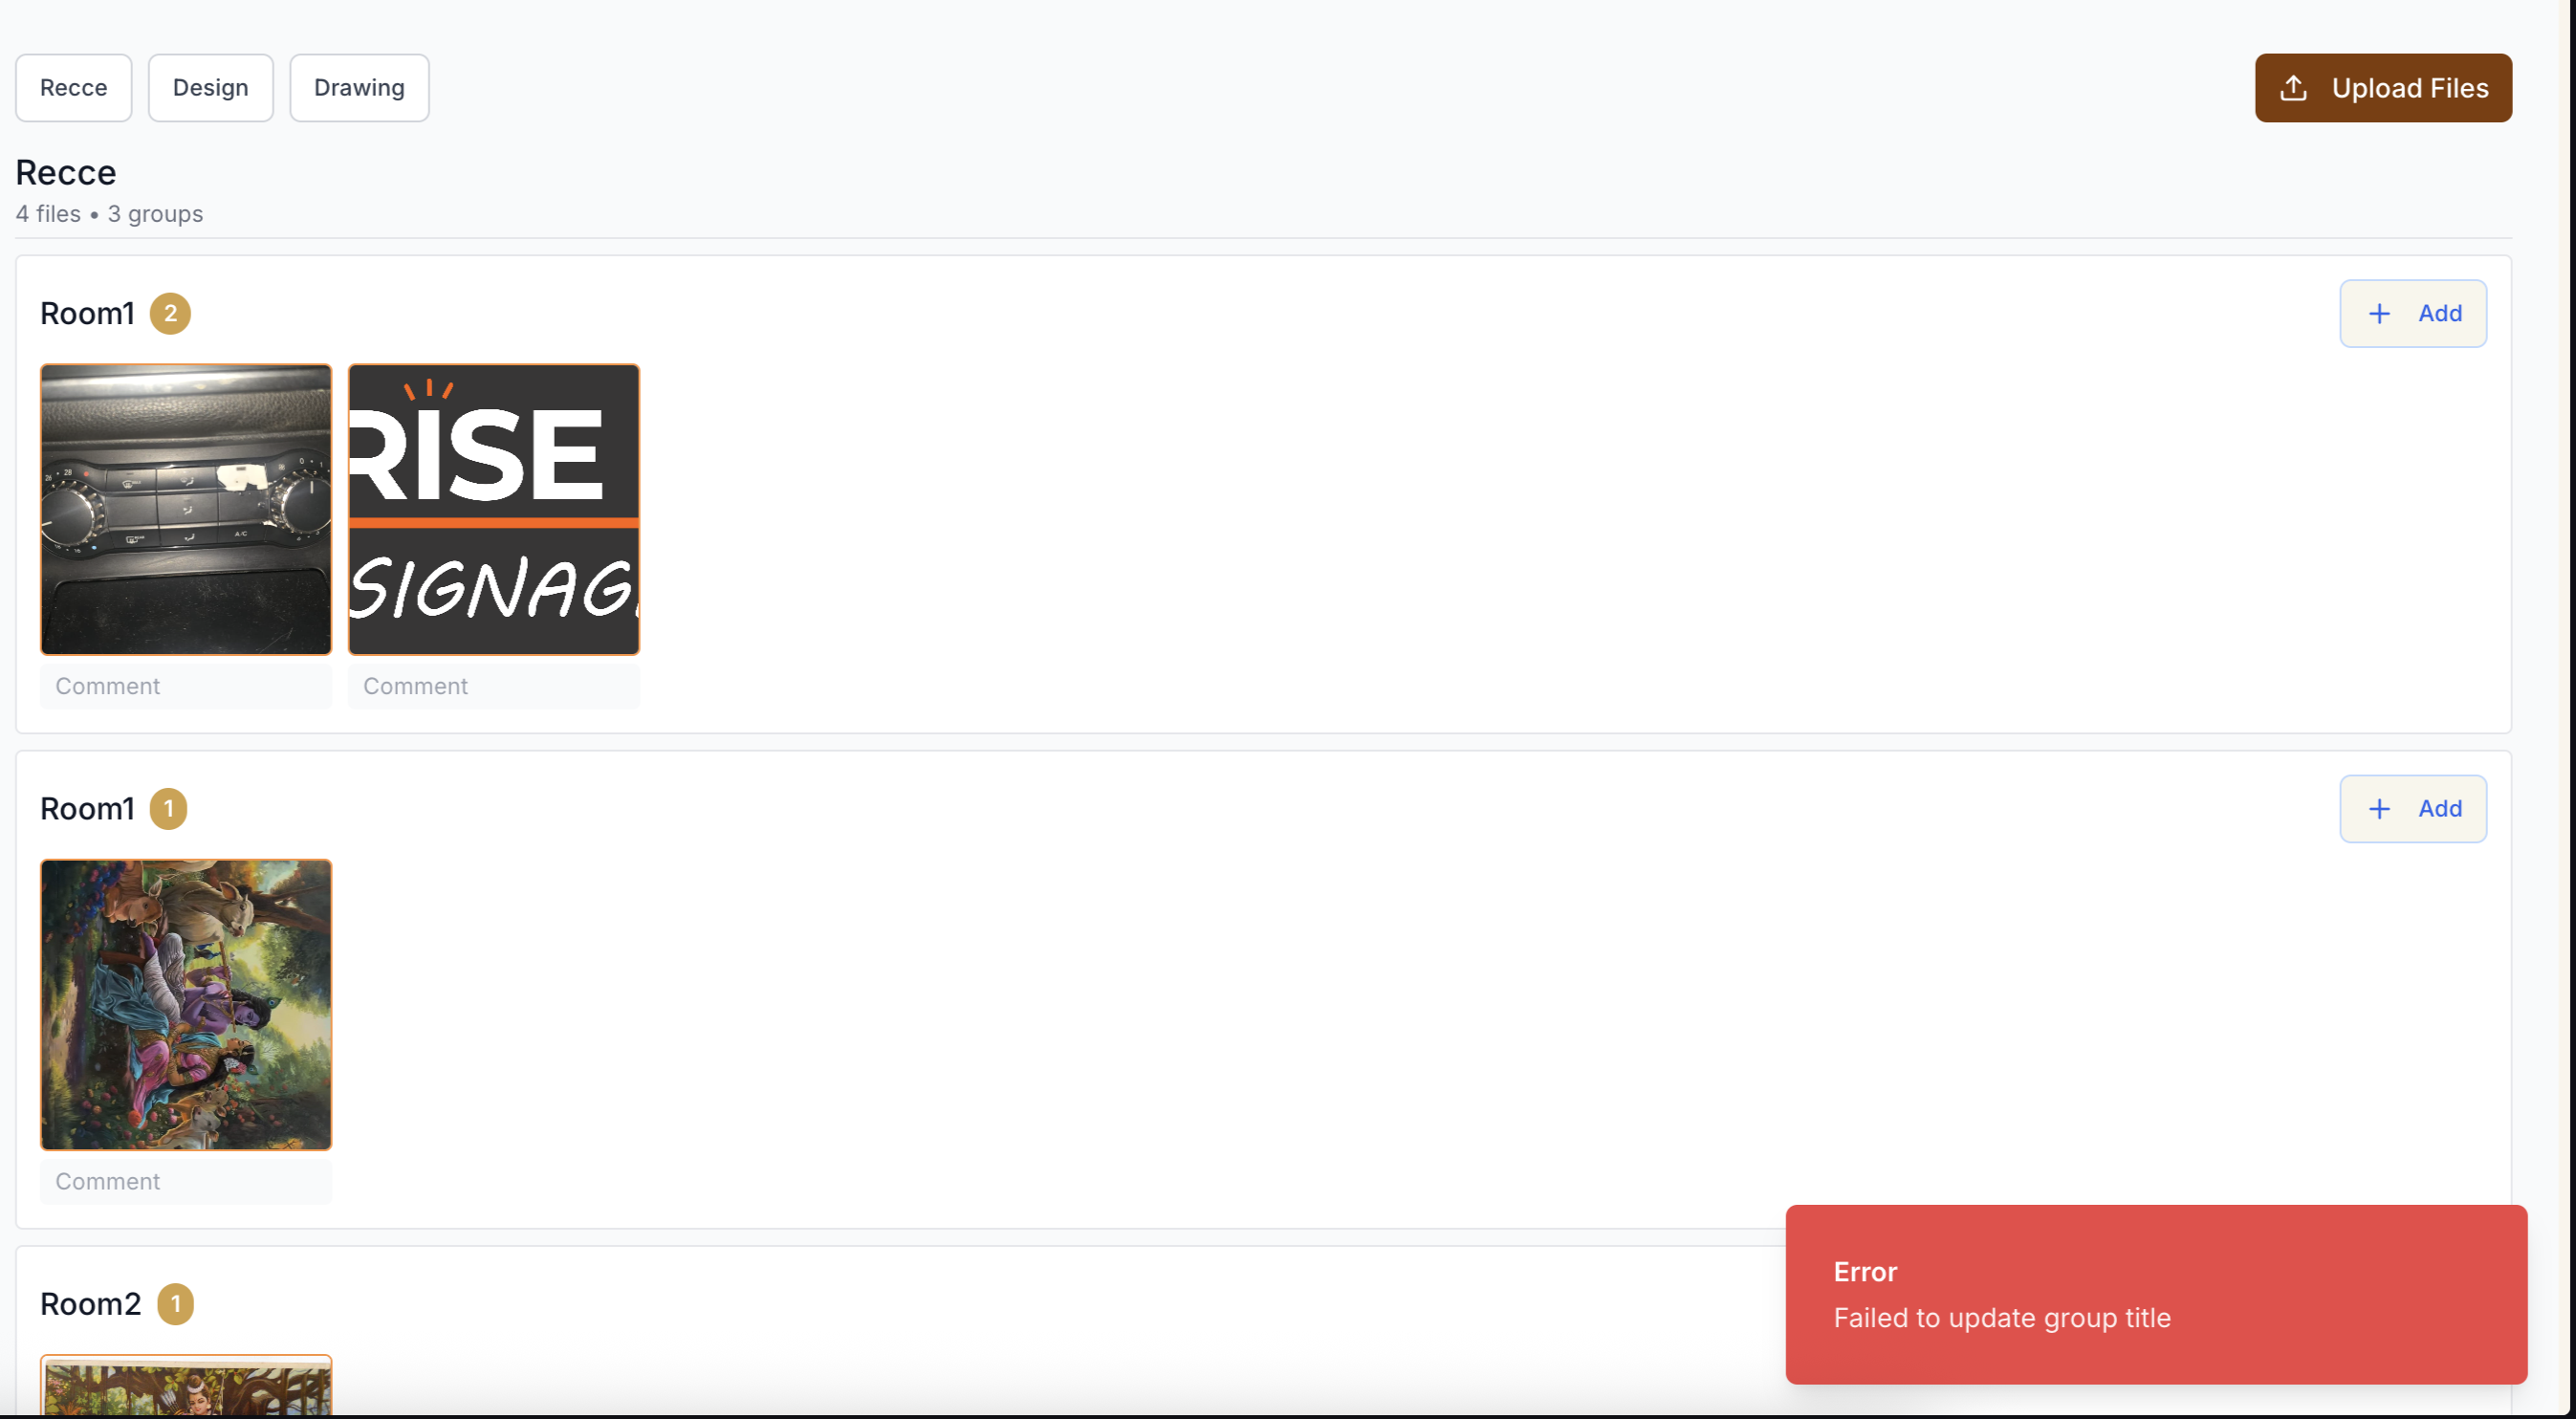 Recce Design Drawing Upload Files
Recce
4 files • 3 groups
Room1 2 + Add
RISE
SIGNAG
Comment Comment
Room1 1 + Add
Comment
Room2 1
Error
Failed to update group title